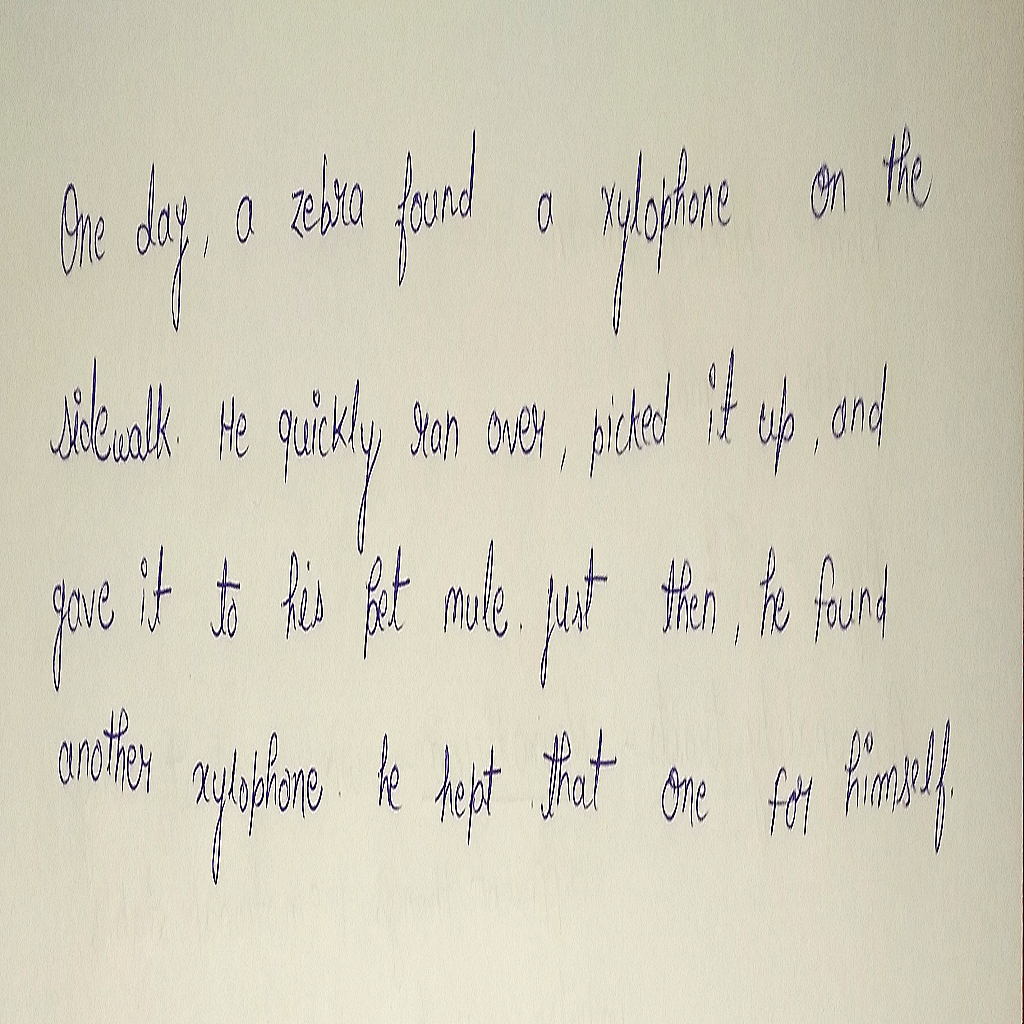 One day, a zebra found a xylophone on the
sidewalk. He quickly ran over, picked it up, and
gave it to his pet mule. just then, he found
another xylophone. he kept that one for himself.